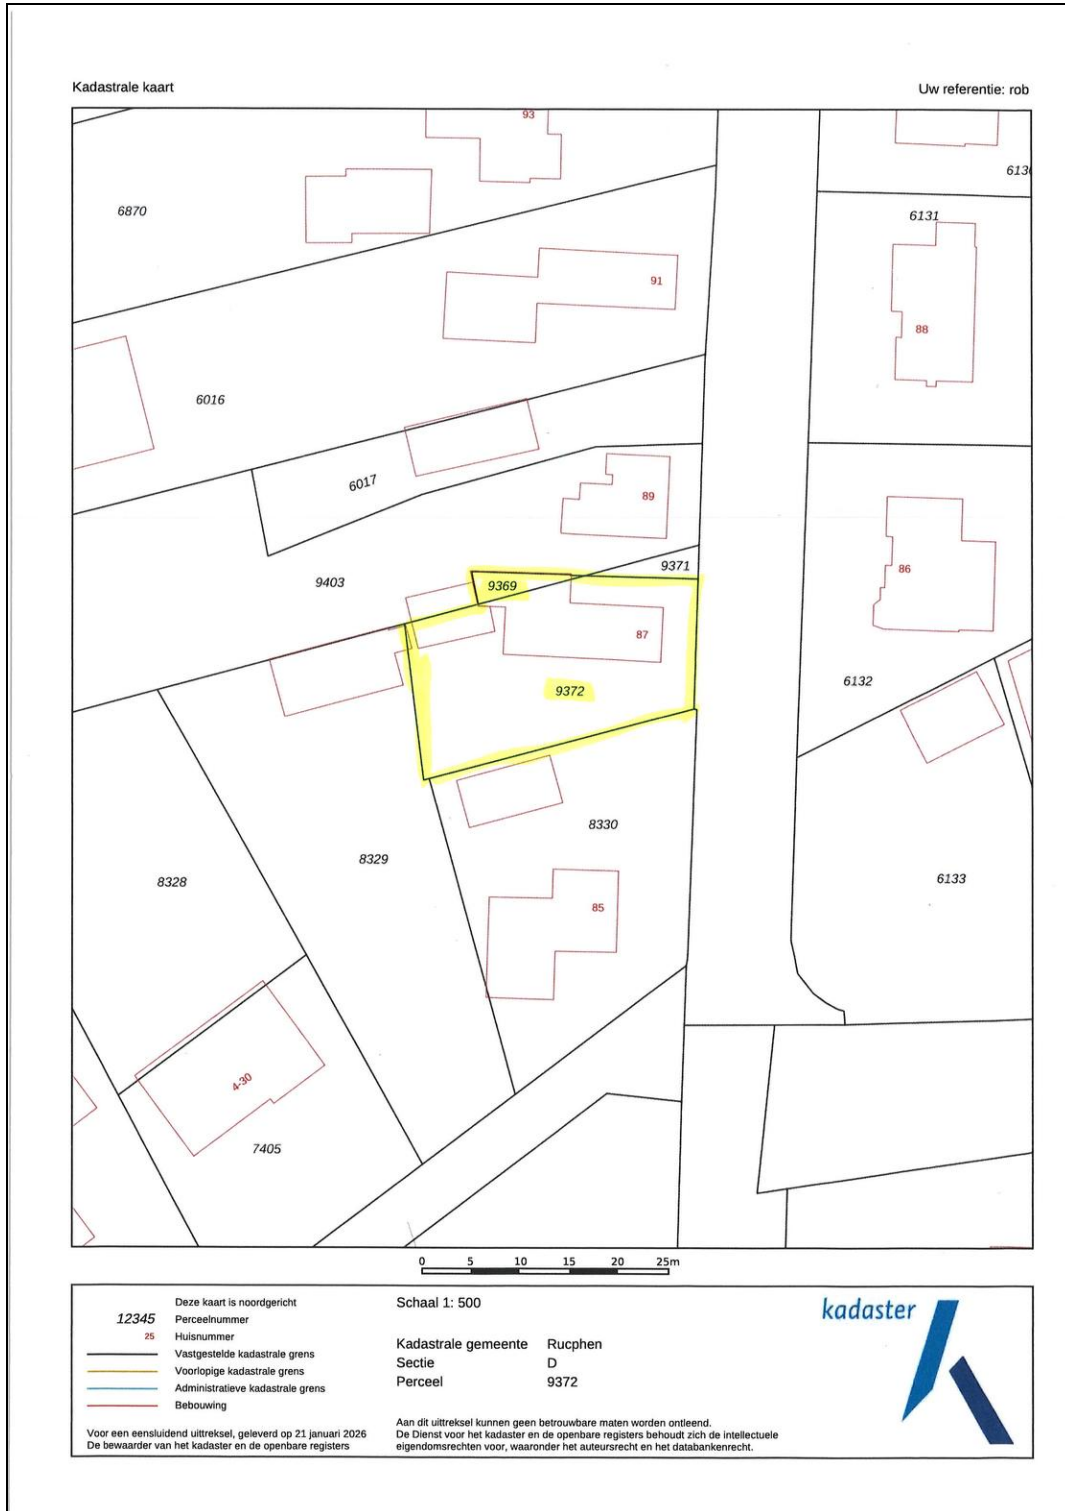 Kadastrale kaart
Uw referentie: rob
93
6130
6870
6131
91
88
6016
6017
89
9371
86
9403
9369
87
6132
9372
8330
8329
8328
6133
85
4-30
7405
0 5 10 15 20 25m
Deze kaart is noordgericht
12345 Perceelnummer
25 Huisnummer
Vastgestelde kadastrale grens
Voorlopige kadastrale grens
Administratieve kadastrale grens
Bebouwing
Voor een eensluidend uittreksel, geleverd op 21 januari 2026
De bewaarder van het kadaster en de openbare registers
Schaal 1: 500
Kadastrale gemeente Rucphen
Sectie D
Perceel 9372
Aan dit uittreksel kunnen geen betrouwbare maten worden ontleend.
De Dienst voor het kadaster en de openbare registers behoudt zich de intellectuele
eigendomsrechten voor, waaronder het auteursrecht en het databankenrecht.
kadaster